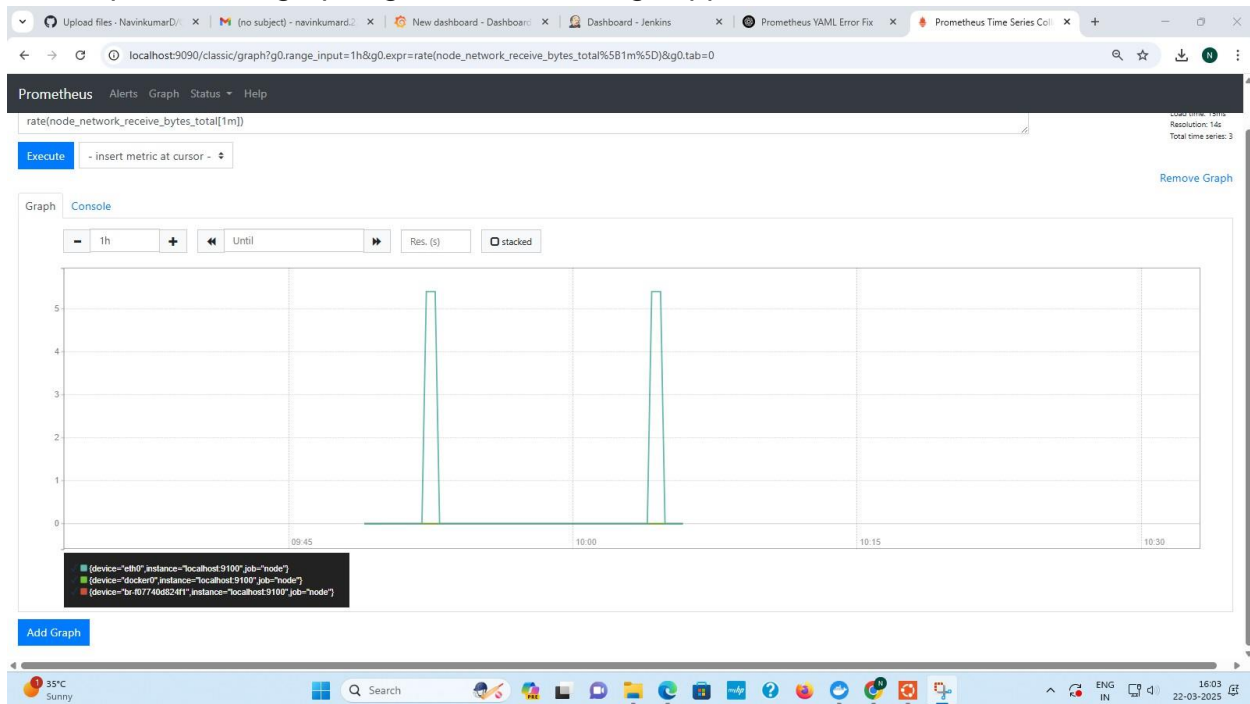 Upload files · NavinkumarD/
(no subject) - navinkumard.2
New dashboard - Dashboard
Dashboard - Jenkins
Prometheus YAML Error Fix
Prometheus Time Series Coll
localhost:9090/classic/graph?g0.range_input=1h&g0.expr=rate(node_network_receive_bytes_total%5B1m%5D)&g0.tab=0
N
Prometheus Alerts Graph Status Help
rate(node_network_receive_bytes_total[1m])
Load time: 15ms
Resolution: 14s
Total time series: 3
Execute - insert metric at cursor -
Remove Graph
Graph Console
1h Until Res. (s) stacked
5
4
3
2
1
0
09:45 10:00 10:15 10:30
{device="eth0",instance="localhost:9100",job="node"}
{device="docker0",instance="localhost:9100",job="node"}
{device="br-f07740d824f1",instance="localhost:9100",job="node"}
Add Graph
1 35°C
Sunny
Search
ENG
IN
16:03
22-03-2025